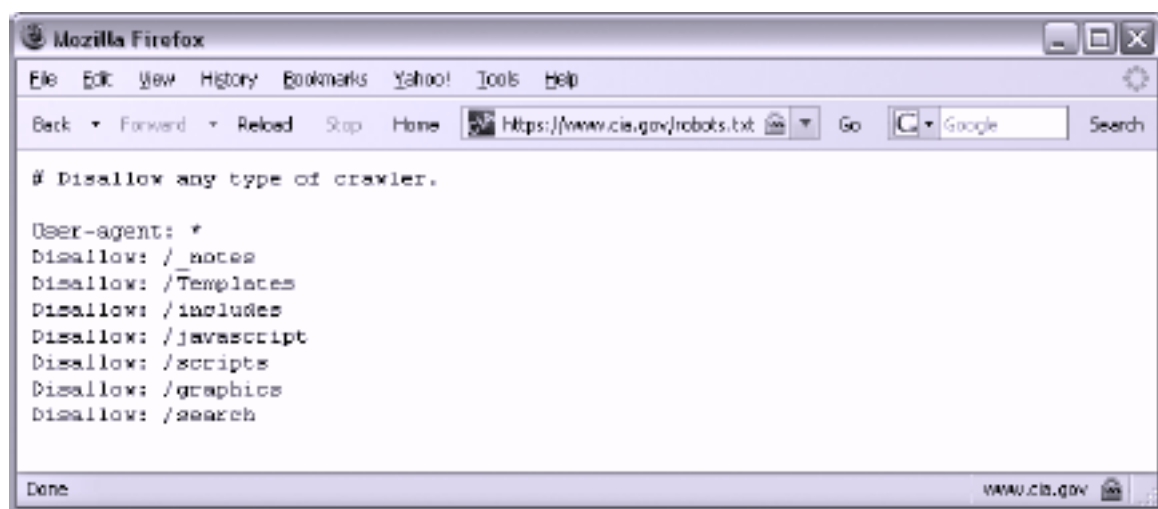 Mozilla Firefox
File Edit View History Bookmarks Yahoo! Tools Help
Back Forward Reload Stop Home https://www.cia.gov/robots.txt Go Google Search
# Disallow any type of crawler.
User-agent: *
Disallow: /_notes
Disallow: /Templates
Disallow: /includes
Disallow: /javascript
Disallow: /scripts
Disallow: /graphics
Disallow: /search
Done www.cia.gov